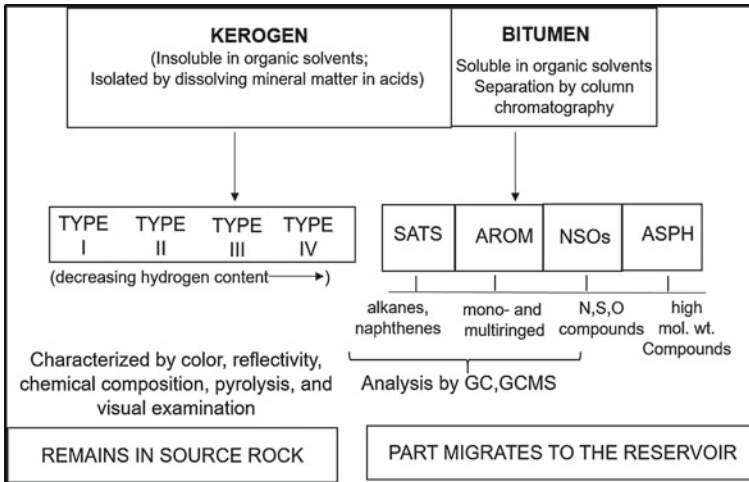 KEROGEN
(Insoluble in organic solvents;
Isolated by dissolving mineral matter in acids)
BITUMEN
Soluble in organic solvents
Separation by column
chromatography
TYPE TYPE TYPE TYPE
I II III IV
(decreasing hydrogen content⟶)
SATS AROM NSOs ASPH
alkanes,
naphthenes
mono- and
multiringed
N,S,O
compounds
high
mol. wt.
Compounds
Characterized by color, reflectivity,
chemical composition, pyrolysis, and
visual examination
Analysis by GC,GCMS
REMAINS IN SOURCE ROCK
PART MIGRATES TO THE RESERVOIR